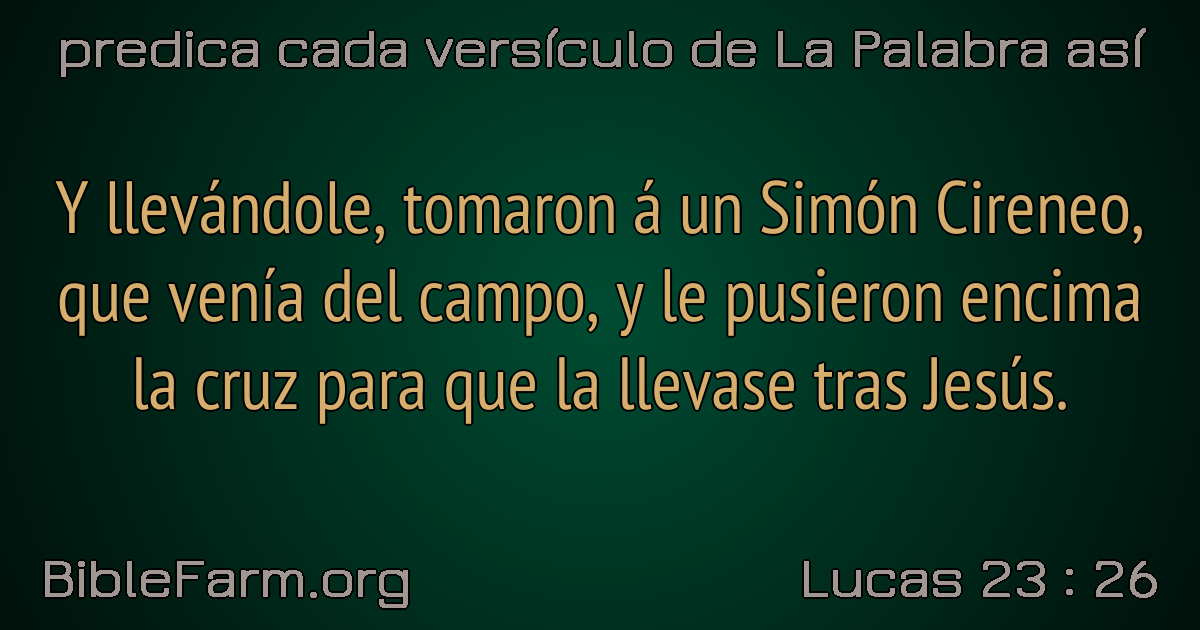 predica cada versículo de La Palabra así
Y llevándole, tomaron á un Simón Cireneo,
que venía del campo, y le pusieron encima
la cruz para que la llevase tras Jesús.
BibleFarm.org
Lucas 23 : 26